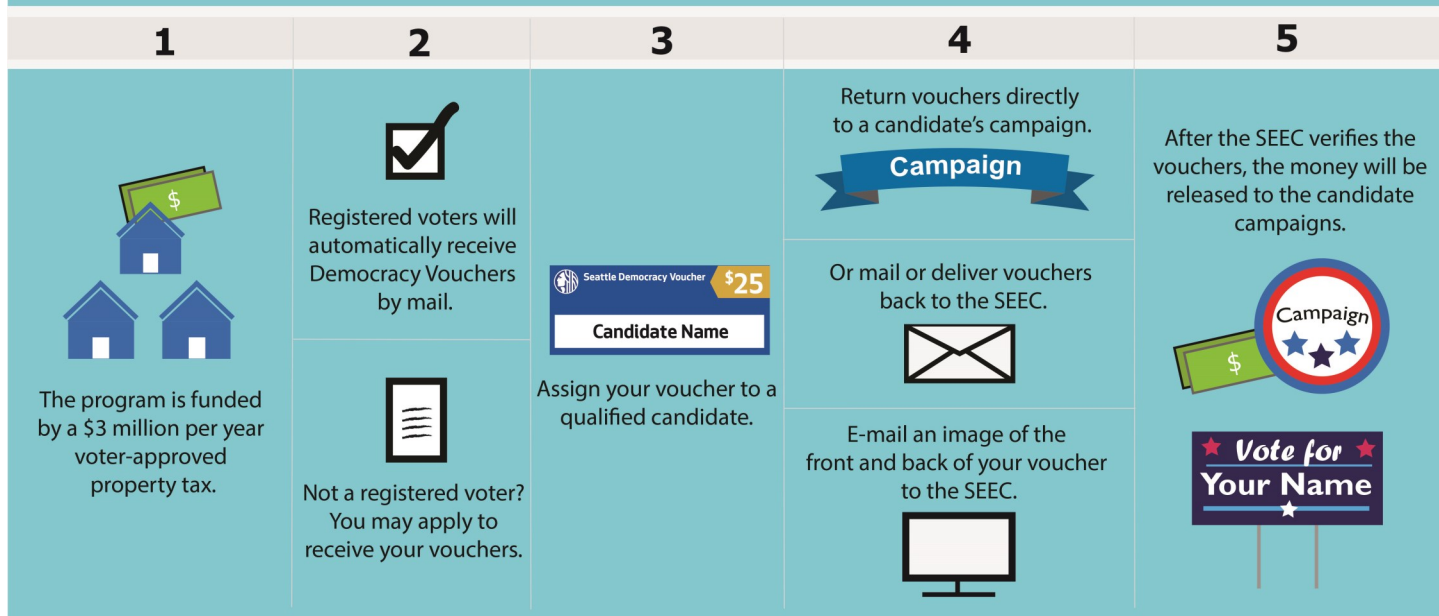 1
2
3
4
5
$
The program is funded
by a $3 million per year
voter-approved
property tax.
Registered voters will
automatically receive
Democracy Vouchers
by mail.
Not a registered voter?
You may apply to
receive your vouchers.
Seattle Democracy Voucher $25
Candidate Name
Assign your voucher to a
qualified candidate.
Return vouchers directly
to a candidate's campaign.
Campaign
Or mail or deliver vouchers
back to the SEEC.
E-mail an image of the
front and back of your voucher
to the SEEC.
After the SEEC verifies the
vouchers, the money will be
released to the candidate
campaigns.
Campaign
$
Vote for
Your Name